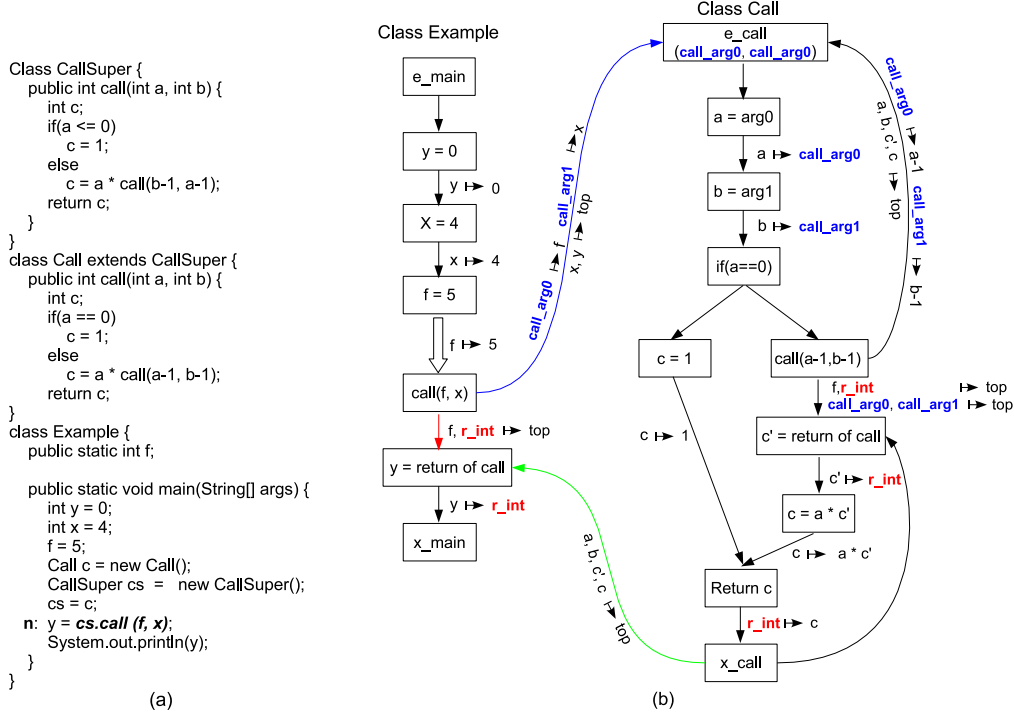 Class CallSuper {
public int call(int a, int b) {
int c;
if(a <= 0)
c = 1;
else
c = a * call(b-1, a-1);
return c;
}
}
class Call extends CallSuper {
public int call(int a, int b) {
int c;
if(a == 0)
c = 1;
else
c = a * call(a-1, b-1);
return c;
}
class Example {
public static int f;
public static void main(String[] args) {
int y = 0;
int x = 4;
f = 5;
Call c = new Call();
CallSuper cs = new CallSuper();
cs = c;
n: y = cs.call (f, x);
System.out.println(y);
}
}
(a)
Class Example
e_main
y = 0
y ↦ 0
X = 4
x ↦ 4
f = 5
f ↦ 5
call(f, x)
f, r_int ↦ top
y = return of call
y ↦ r_int
x_main
call_arg0 ↦ f call_arg1 ↦ x
x, y ↦ top
a, b, c', c ↦ top
Class Call
e_call
(call_arg0, call_arg0)
a = arg0
a ↦ call_arg0
b = arg1
b ↦ call_arg1
if(a==0)
c = 1
call(a-1,b-1)
f,r_int ↦ top
call_arg0, call_arg1 ↦ top
c' = return of call
c' ↦ r_int
c = a * c'
c ↦ 1
c ↦ a * c'
Return c
r_int ↦ c
x_call
call_arg0 ↦ a-1 call_arg1 ↦ b-1
a, b, c', c ↦ top
(b)